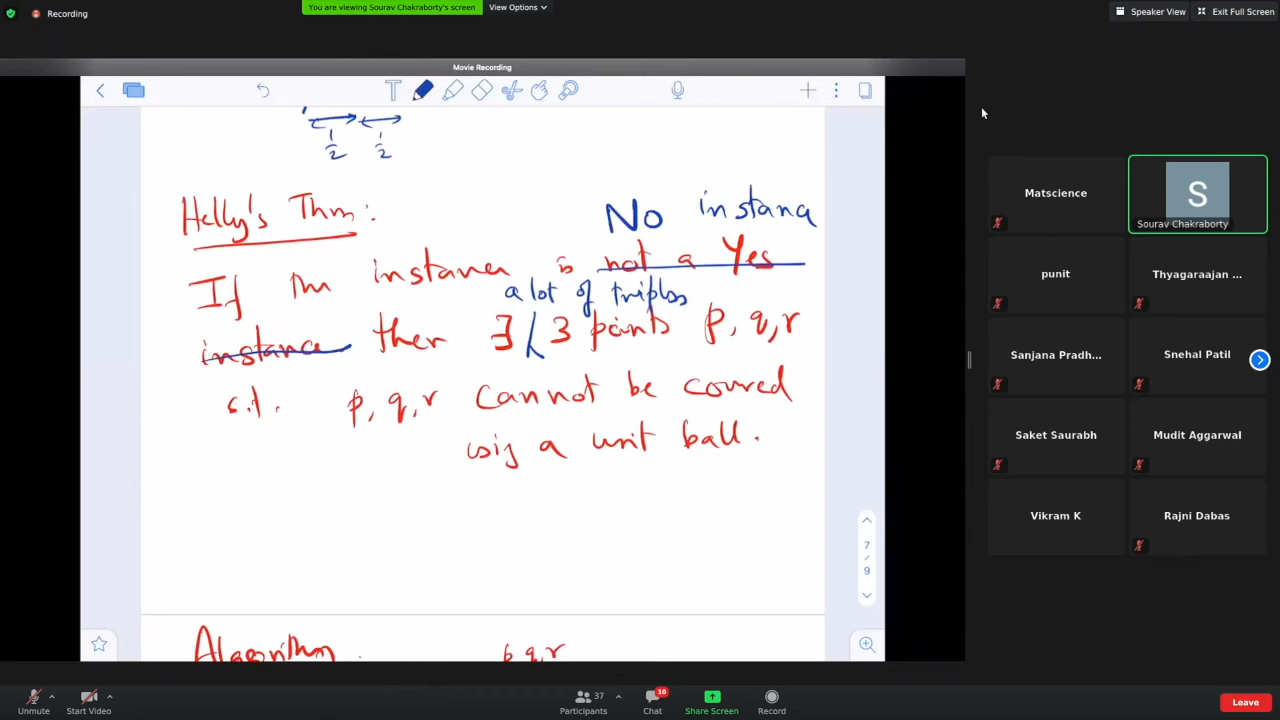 Recording
You are viewing Sourav Chakraborty's screen
View Options
Speaker View
Exit Full Screen
Movie Recording
1/2 1/2
Helly's Thm:
No instana
If the instance is not a Yes
a lot of triples
instance then ∃ 3 points p, q, r
s.t. p, q, r cannot be covered
using a unit ball.
Algorithm p, q, r
7
/
9
Matscience
S
Sourav Chakraborty
punit
Thyagaraajan ...
Sanjana Pradh...
Snehal Patil
Saket Saurabh
Mudit Aggarwal
Vikram K
Rajni Dabas
Unmute
Start Video
37
Participants
10
Chat
Share Screen
Record
Leave